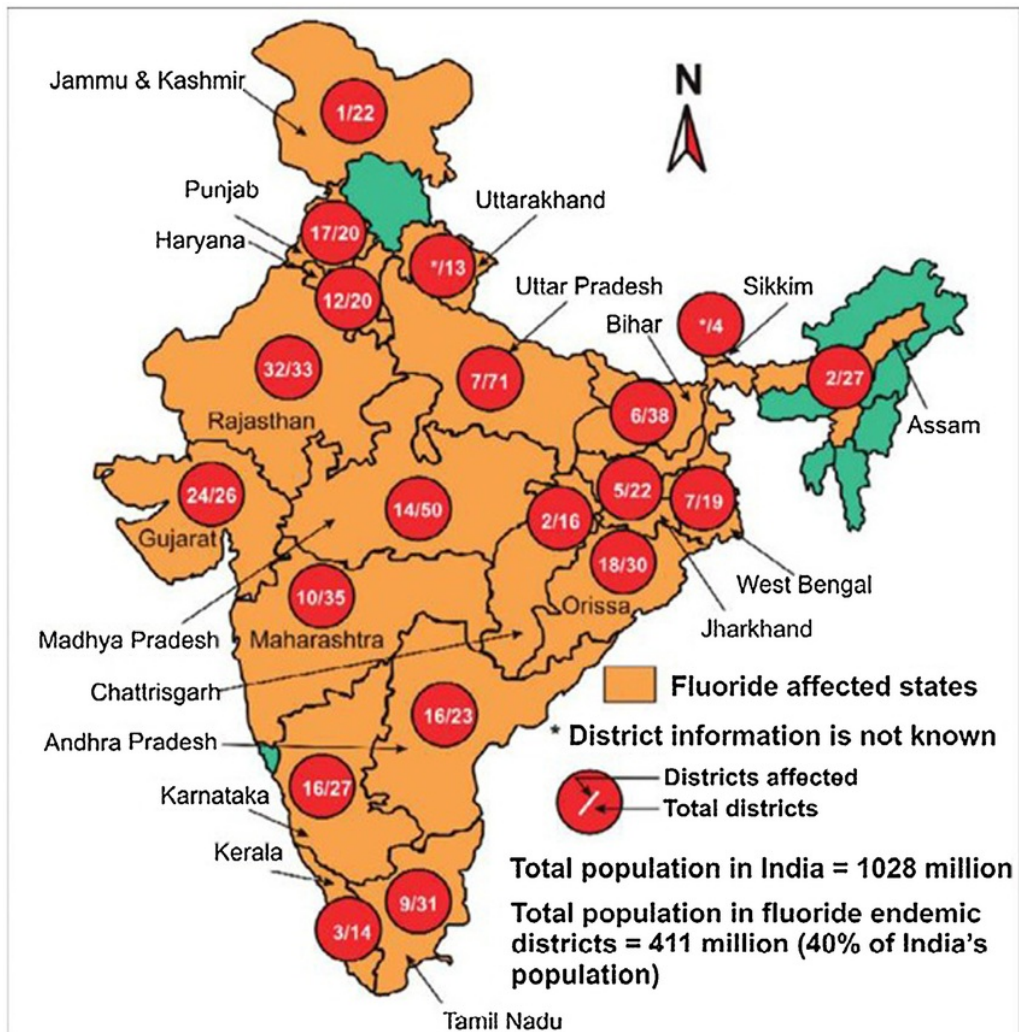 Jammu & Kashmir
1/22
N
Punjab
Uttarakhand
17/20
Haryana
*/13
Uttar Pradesh
Sikkim
12/20
Bihar
*/4
32/33
7/71
2/27
6/38
Rajasthan
Assam
24/26
14/50
5/22
7/19
2/16
Gujarat
18/30
West Bengal
10/35
Orissa
Jharkhand
Madhya Pradesh
Maharashtra
Chattrisgarh
Fluoride affected states
16/23
* District information is not known
Andhra Pradesh
Districts affected
16/27
Total districts
Karnataka
Kerala
Total population in India = 1028 million
9/31
3/14
Total population in fluoride endemic
districts = 411 million (40% of India's
population)
Tamil Nadu